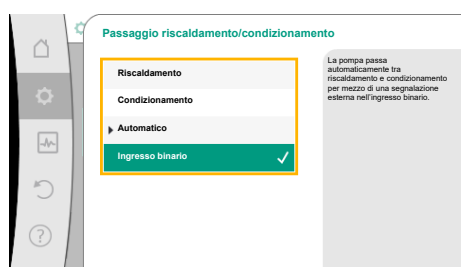 Passaggio riscaldamento/condizionamento
Riscaldamento
Condizionamento
Automatico
Ingresso binario
La pompa passa
automaticamente tra
riscaldamento e condizionamento
per mezzo di una segnalazione
esterna nell'ingresso binario.
?